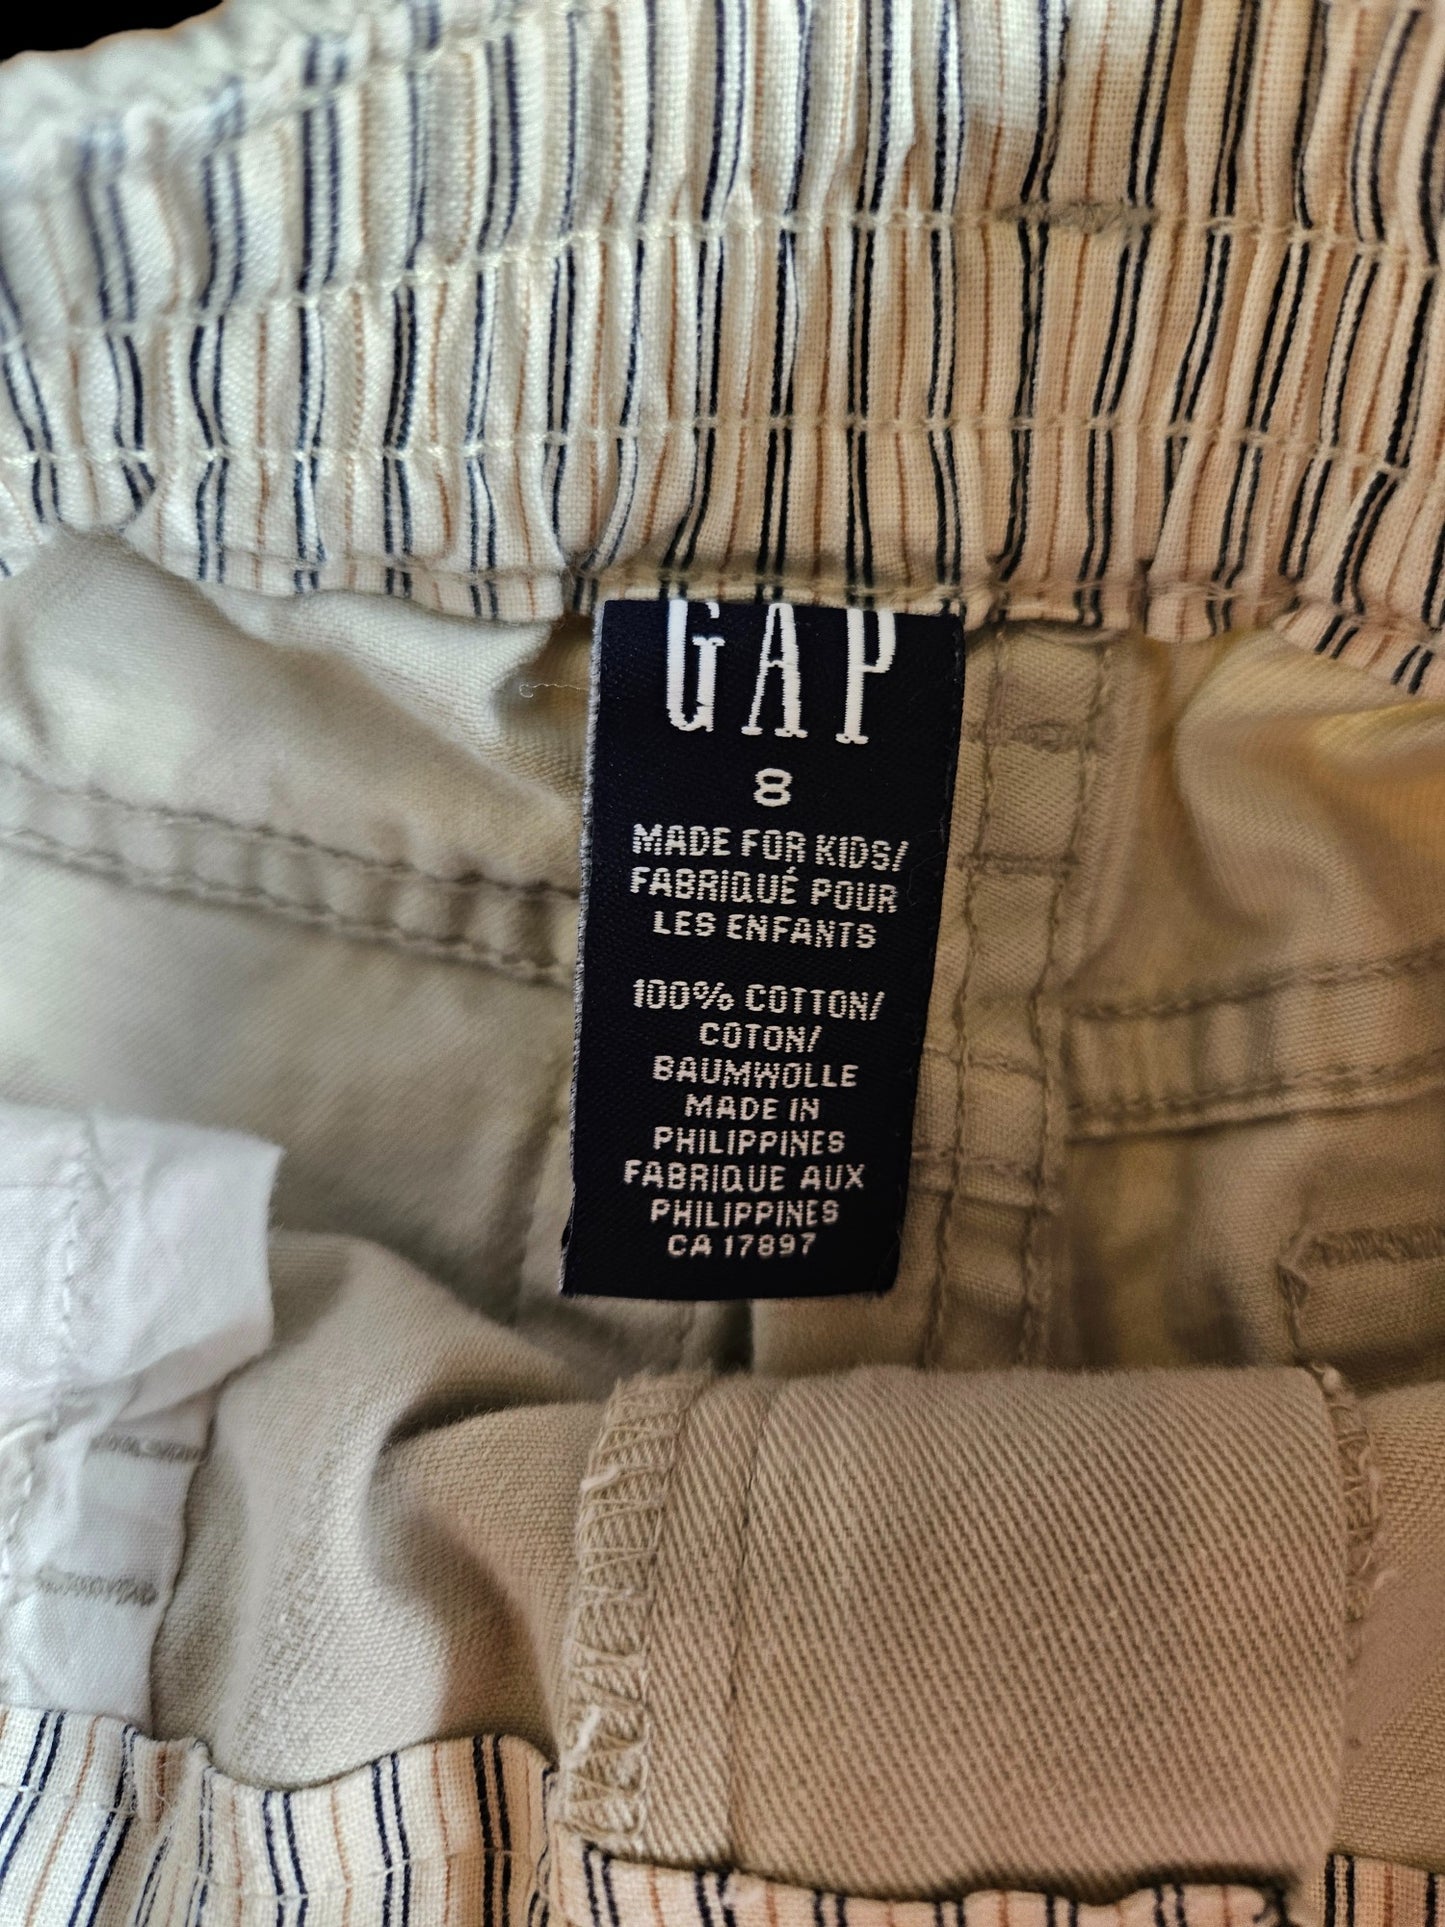 GAP
8
MADE FOR KIDS/
FABRIQUÉ POUR
LES ENFANTS
100% COTTON/
COTON/
BAUMWOLLE
MADE IN
PHILIPPINES
FABRIQUE AUX
PHILIPPINES
CA 17897